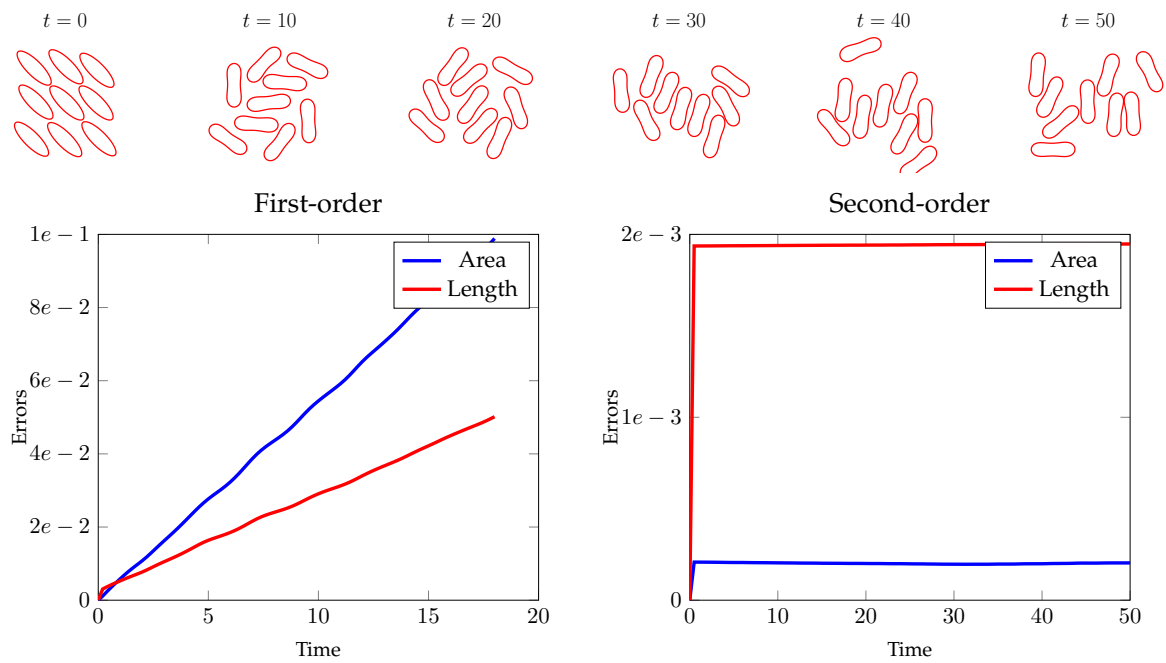 t = 0 t = 10 t = 20 t = 30 t = 40 t = 50
First-order
1e − 1
8e − 2
6e − 2
4e − 2
2e − 2
0
Errors
Area
Length
0 5 10 15 20
Time
Second-order
2e − 3
1e − 3
0
Errors
Area
Length
0 10 20 30 40 50
Time